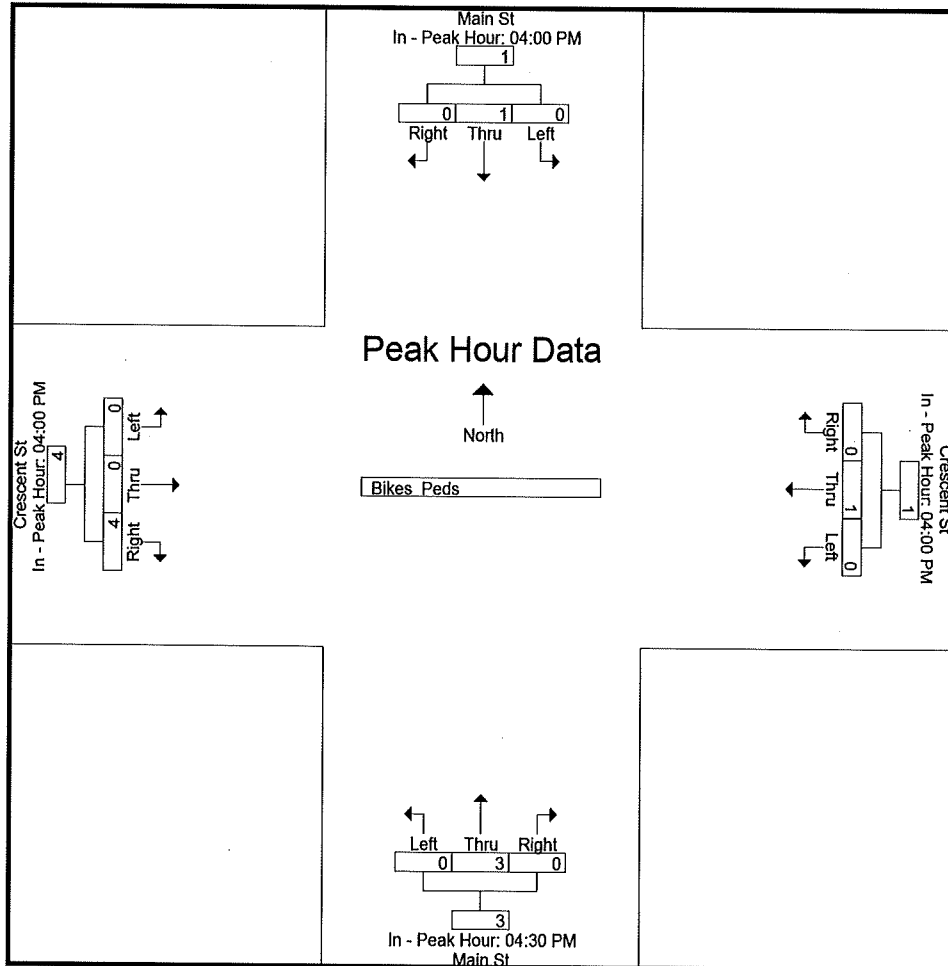 Main St
In - Peak Hour: 04:00 PM
1
0 1 0
Right Thru Left
Peak Hour Data
North
Bikes Peds
Crescent St
In - Peak Hour: 04:00 PM
4
0 0 4
Left Thru Right
Crescent St
In - Peak Hour: 04:00 PM
1
0 1 0
Right Thru Left
Left Thru Right
0 3 0
3
In - Peak Hour: 04:30 PM
Main St